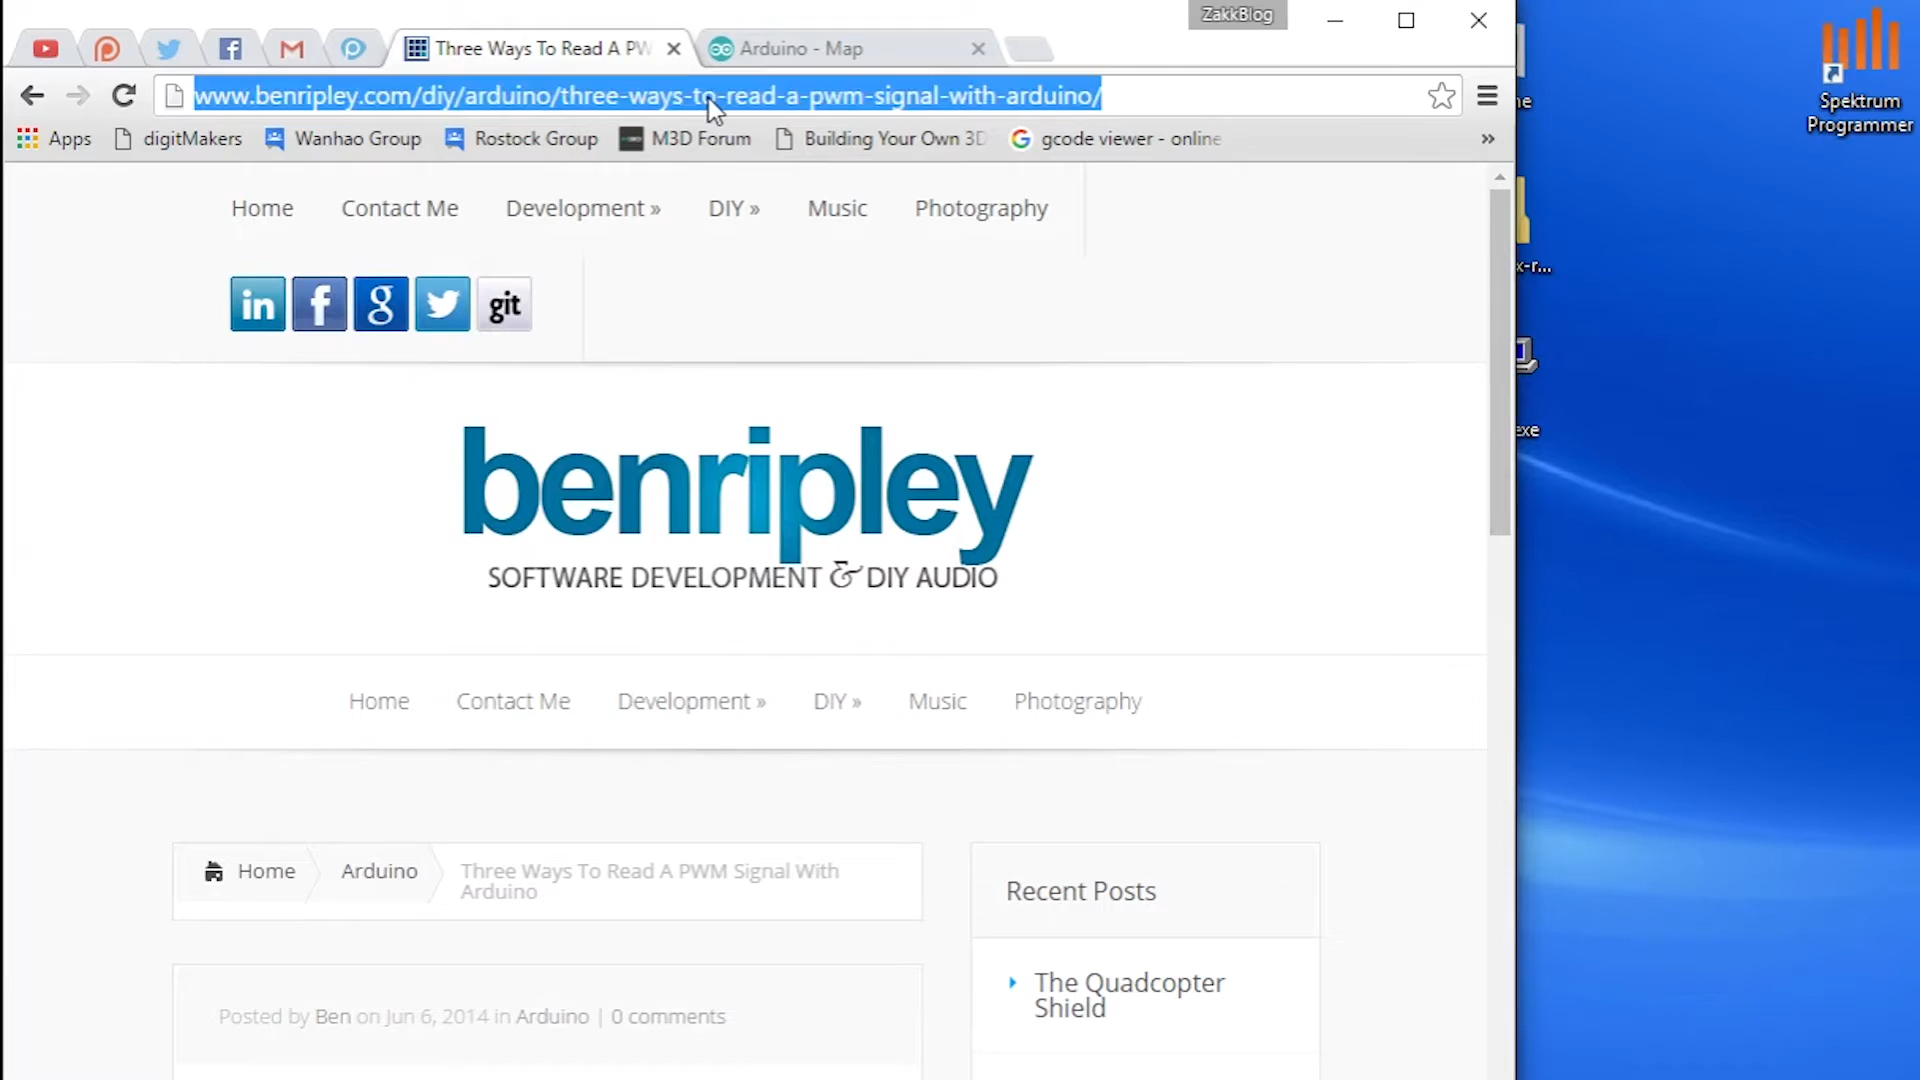 ZakkBlog
Three Ways To Read A PW
Arduino - Map
www.benripley.com/diy/arduino/three-ways-to-read-a-pwm-signal-with-arduino/
Apps
digitMakers
Wanhao Group
Rostock Group
M3D Forum
Building Your Own 3D
gcode viewer - online
»
Home
Contact Me
Development »
DIY »
Music
Photography
in
f
g
git
benripley
SOFTWARE DEVELOPMENT & DIY AUDIO
Home
Contact Me
Development »
DIY »
Music
Photography
Home
Arduino
Three Ways To Read A PWM Signal With
Arduino
Posted by Ben on Jun 6, 2014 in Arduino | 0 comments
Recent Posts
The Quadcopter
Shield
Spektrum
Programmer
x-r...
exe